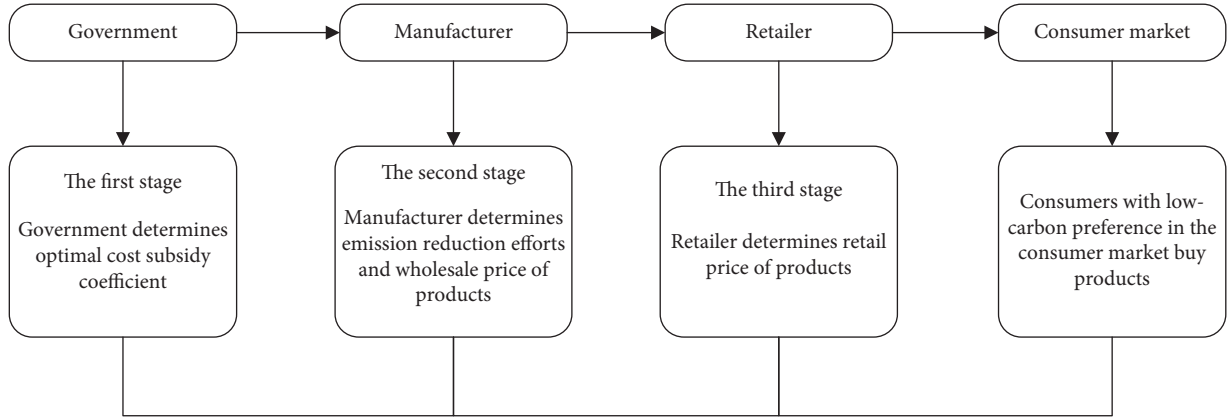 Government
Manufacturer
Retailer
Consumer market
The first stage
Government determines
optimal cost subsidy
coefficient
The second stage
Manufacturer determines
emission reduction efforts
and wholesale price of
products
The third stage
Retailer determines retail
price of products
Consumers with low-
carbon preference in the
consumer market buy
products